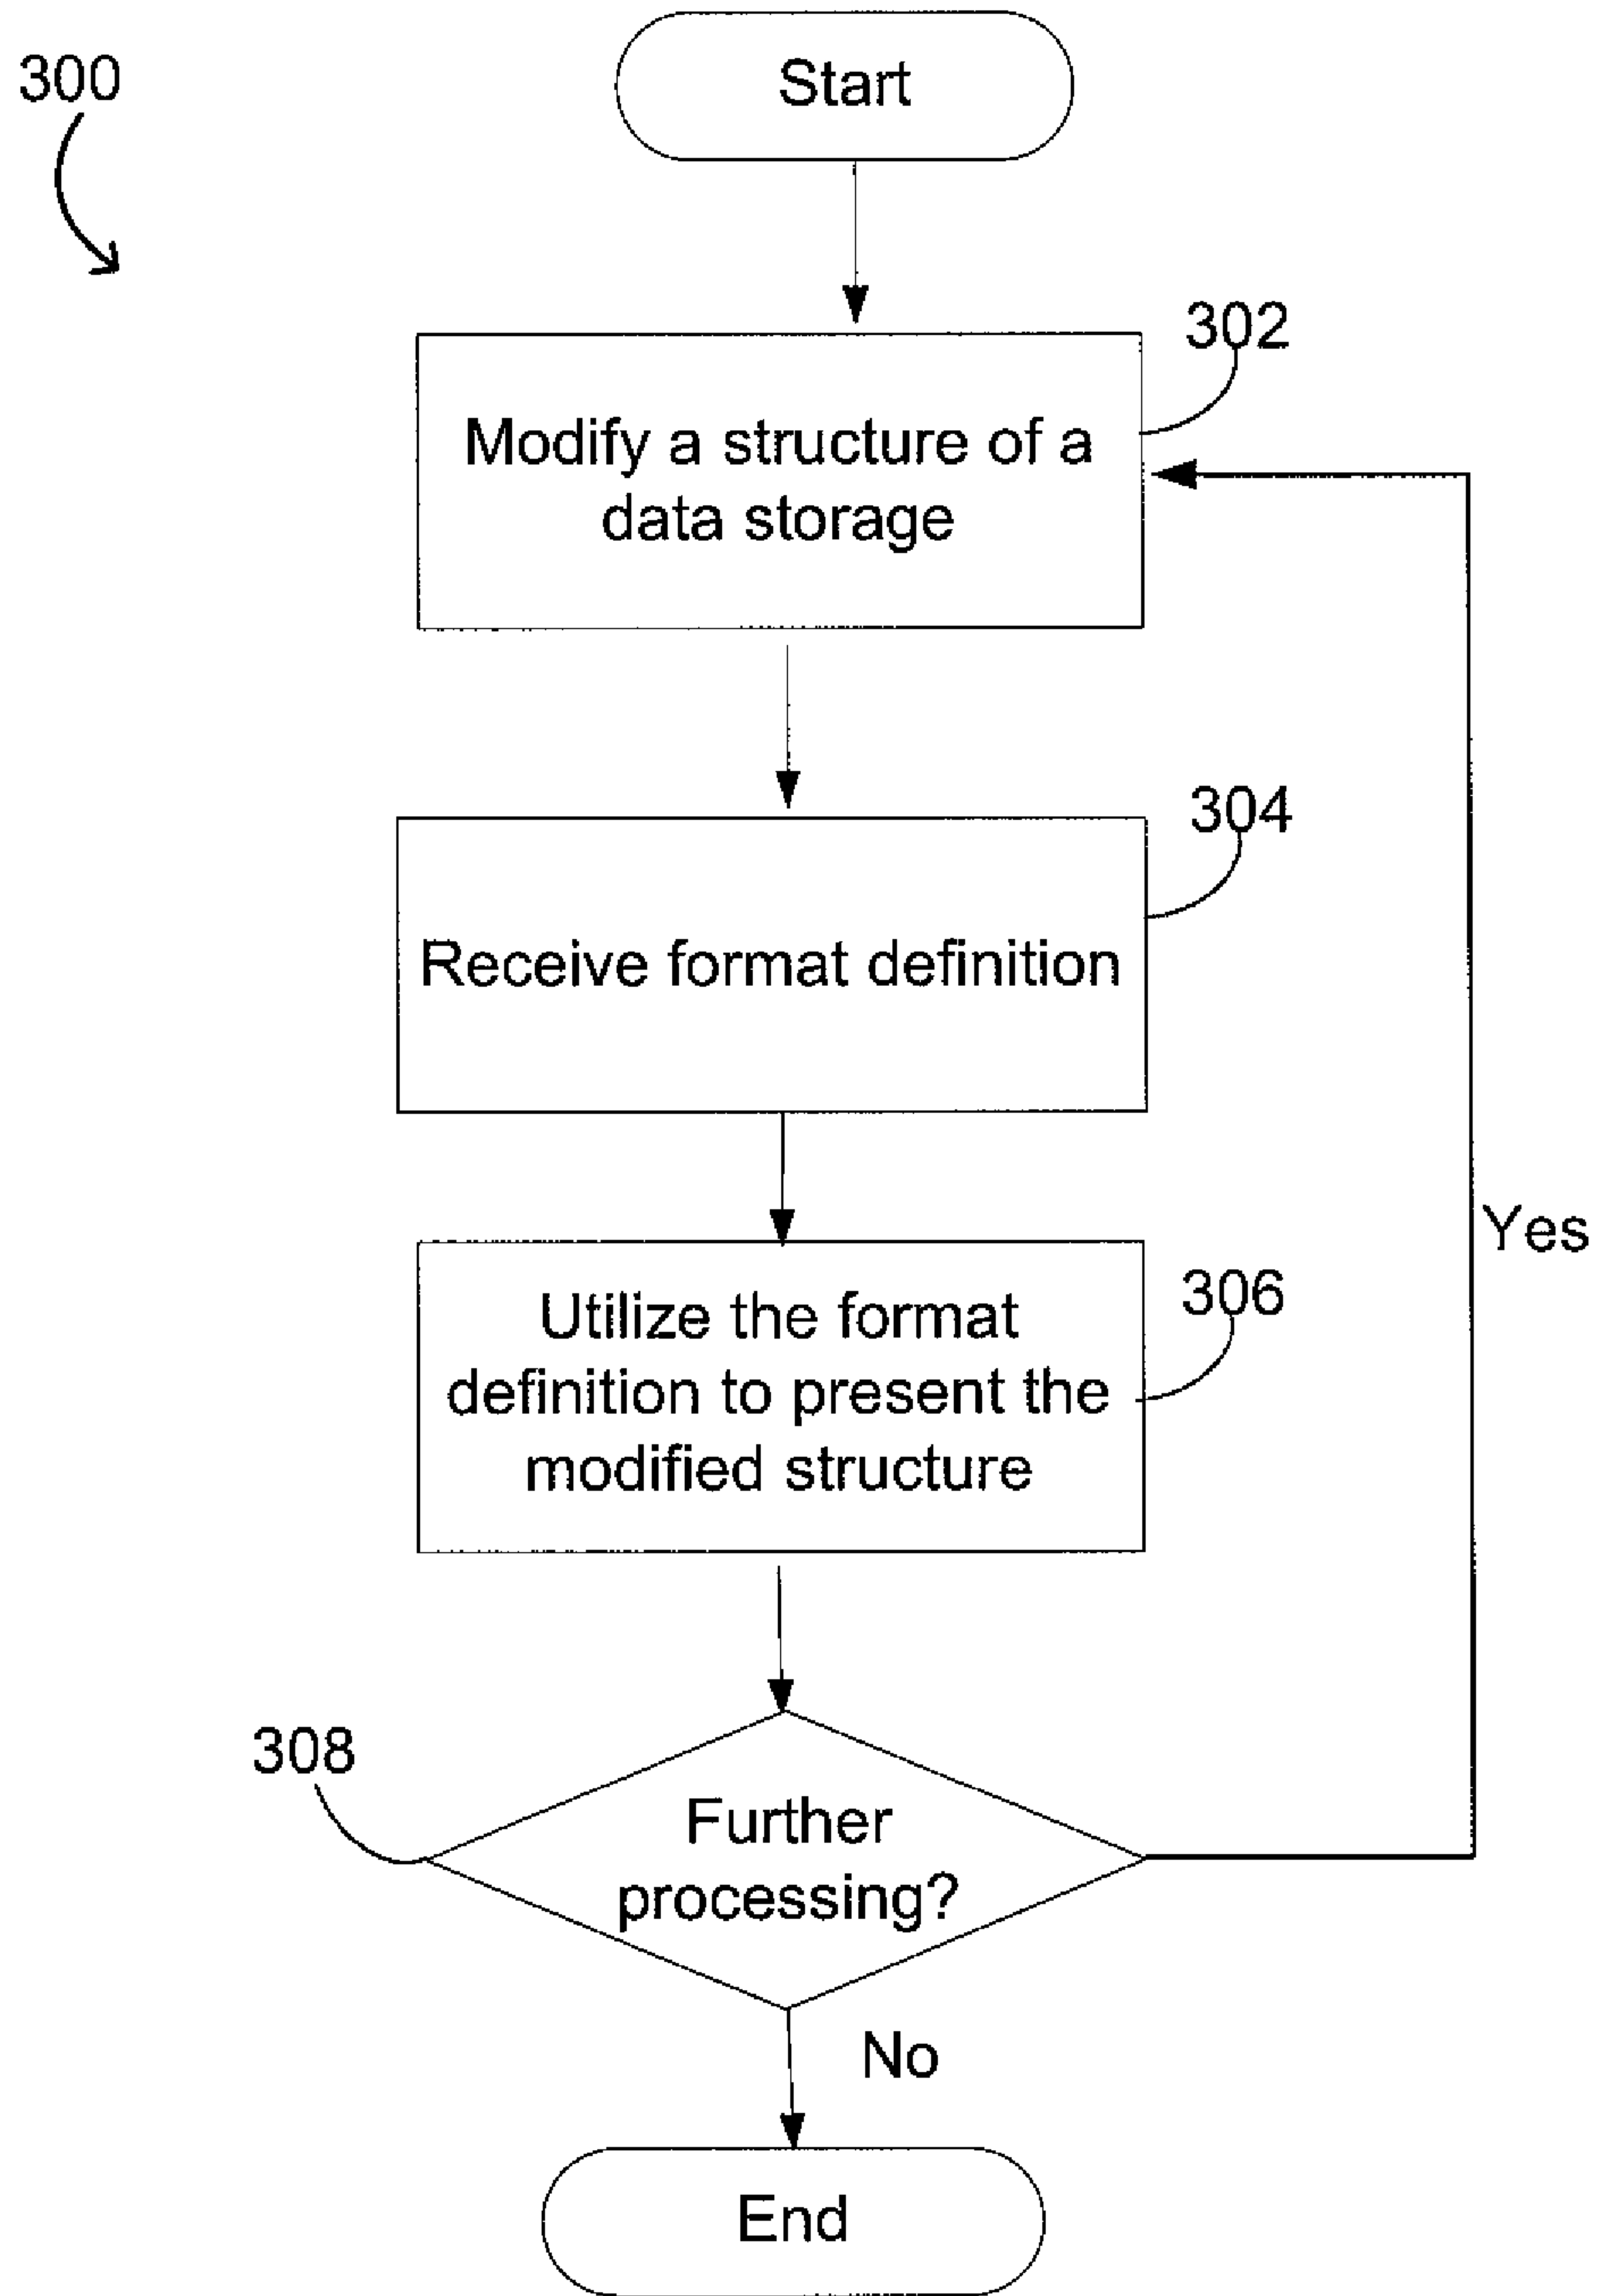 300
Start
302
Modify a structure of a
data storage
304
Receive format definition
306
Utilize the format
definition to present the
modified structure
Yes
308
Further
processing?
No
End